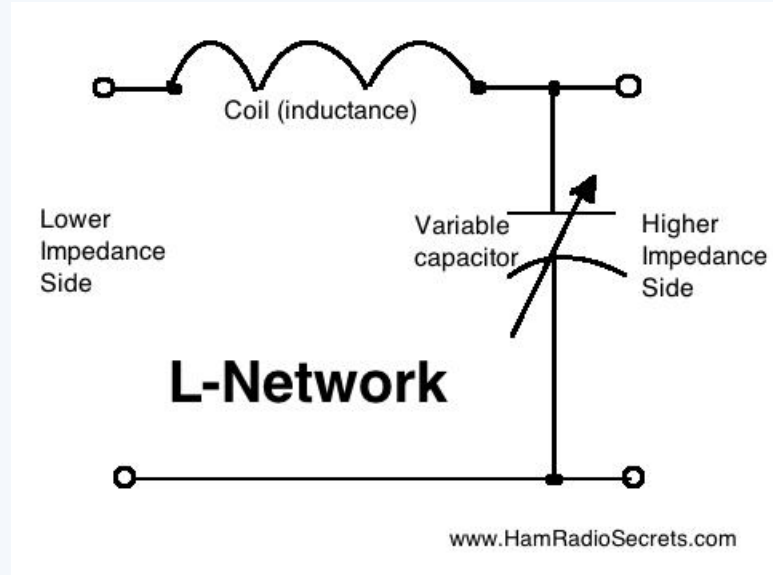 Coil (inductance)
Lower
Impedance
Side
Variable
capacitor
Higher
Impedance
Side
L-Network
www.HamRadioSecrets.com